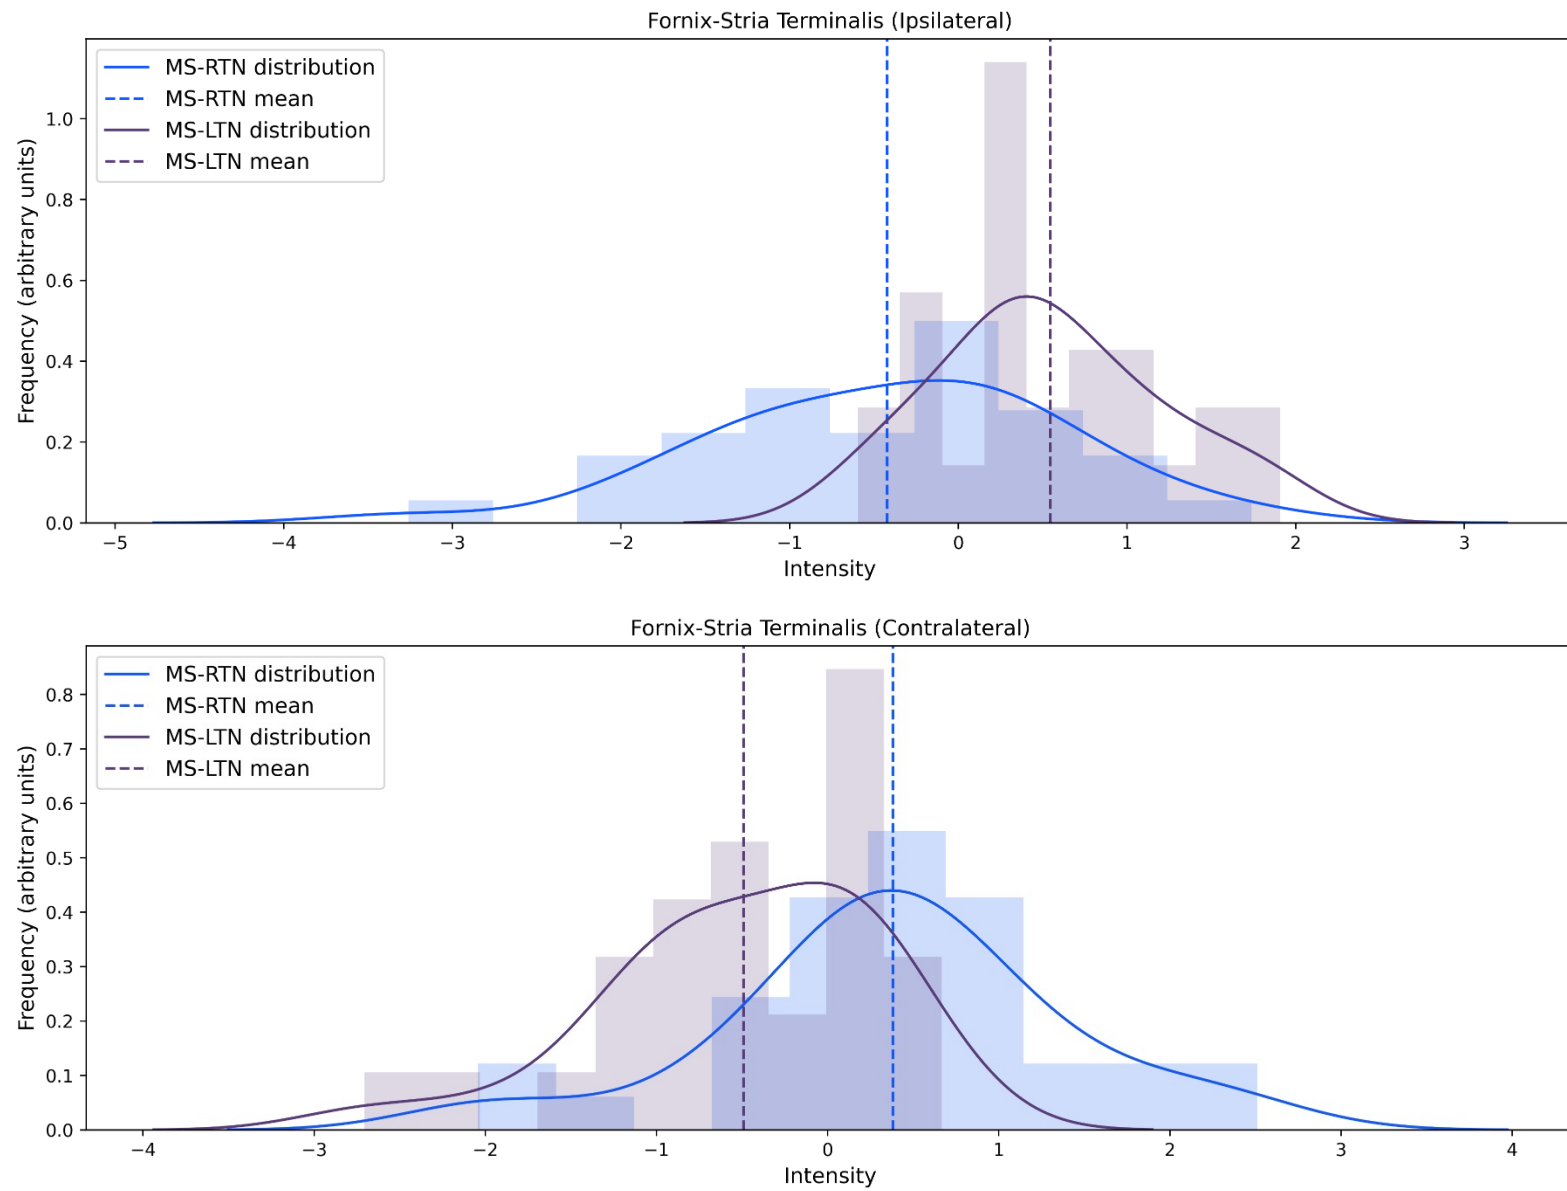 Fornix-Stria Terminalis (Ipsilateral)
MS-RTN distribution
MS-RTN mean
MS-LTN distribution
MS-LTN mean
Frequency (arbitrary units)
1.0
0.8
0.6
0.4
0.2
0.0
−5 −4 −3 −2 −1 0 1 2 3
Intensity
Fornix-Stria Terminalis (Contralateral)
MS-RTN distribution
MS-RTN mean
MS-LTN distribution
MS-LTN mean
Frequency (arbitrary units)
0.8
0.7
0.6
0.5
0.4
0.3
0.2
0.1
0.0
−4 −3 −2 −1 0 1 2 3 4
Intensity